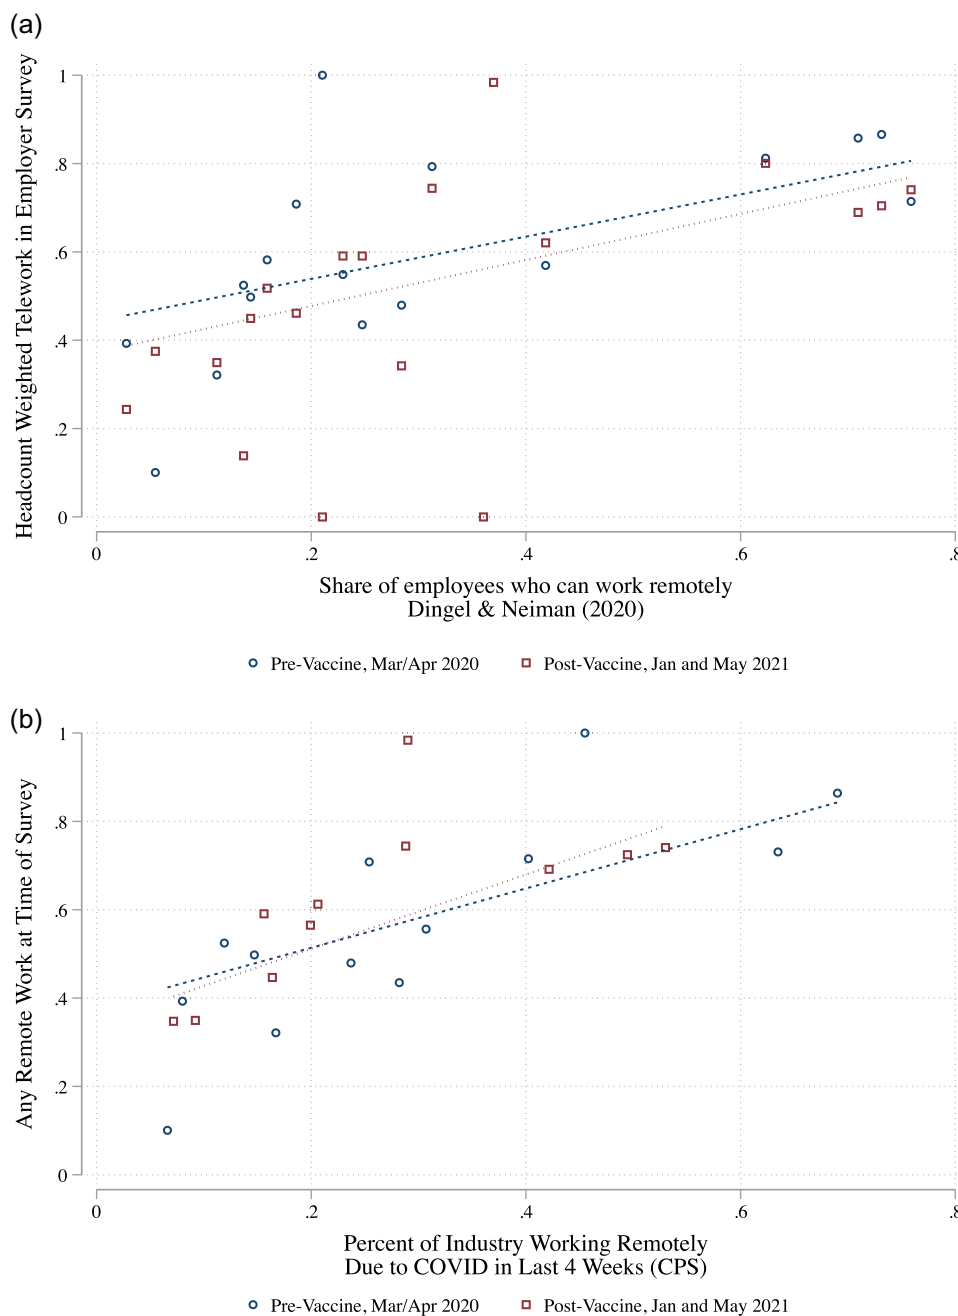 (a)
Headcount Weighted Telework in Employer Survey
1
.8
.6
.4
.2
0
0 .2 .4 .6 .8
Share of employees who can work remotely
Dingel & Neiman (2020)
Pre-Vaccine, Mar/Apr 2020 Post-Vaccine, Jan and May 2021
(b)
Any Remote Work at Time of Survey
1
.8
.6
.4
.2
0
0 .2 .4 .6 .8
Percent of Industry Working Remotely
Due to COVID in Last 4 Weeks (CPS)
Pre-Vaccine, Mar/Apr 2020 Post-Vaccine, Jan and May 2021